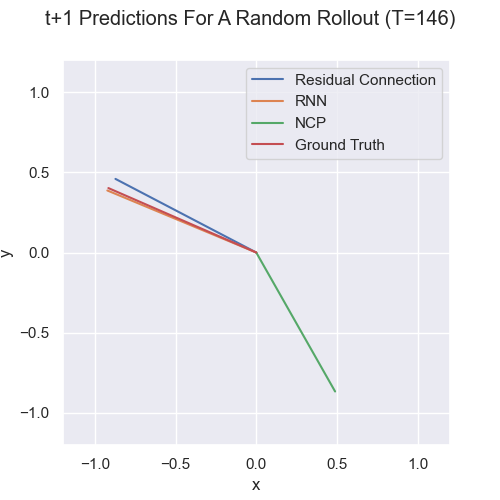 t+1 Predictions For A Random Rollout (T=146)
Residual Connection
RNN
NCP
Ground Truth
1.0
0.5
0.0
−0.5
−1.0
y
−1.0 −0.5 0.0 0.5 1.0
x